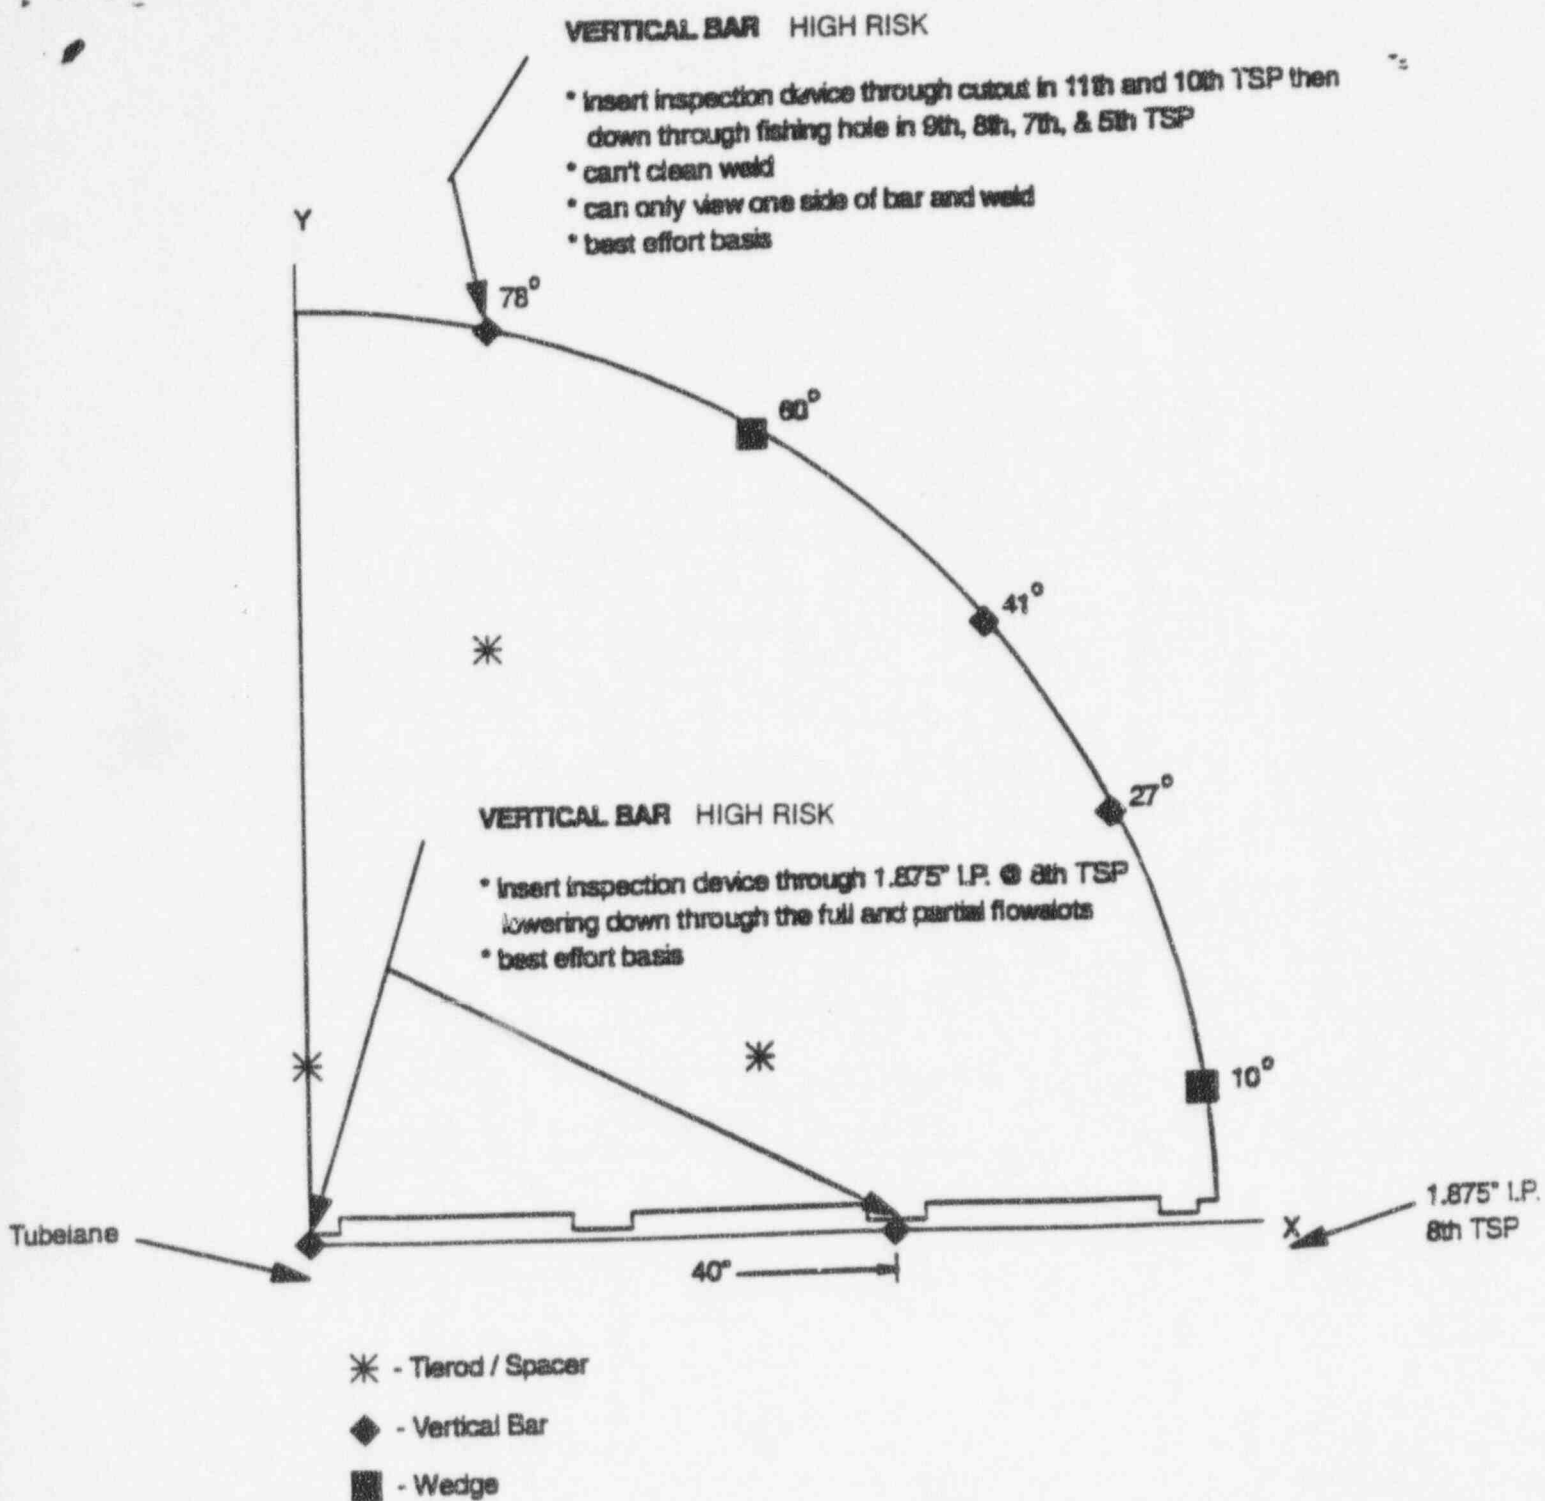 VERTICAL BAR HIGH RISK
* insert inspection device through cutout in 11th and 10th TSP then
down through fishing hole in 9th, 8th, 7th, & 5th TSP
* can't clean weld
* can only view one side of bar and weld
* best effort basis
Y
78°
60°
41°
27°
VERTICAL BAR HIGH RISK
* insert inspection device through 1.875" I.P. @ 8th TSP
lowering down through the full and partial flowslots
* best effort basis
10°
1.875" I.P.
8th TSP
X
Tubelane
40"
- Tierod / Spacer
- Vertical Bar
- Wedge